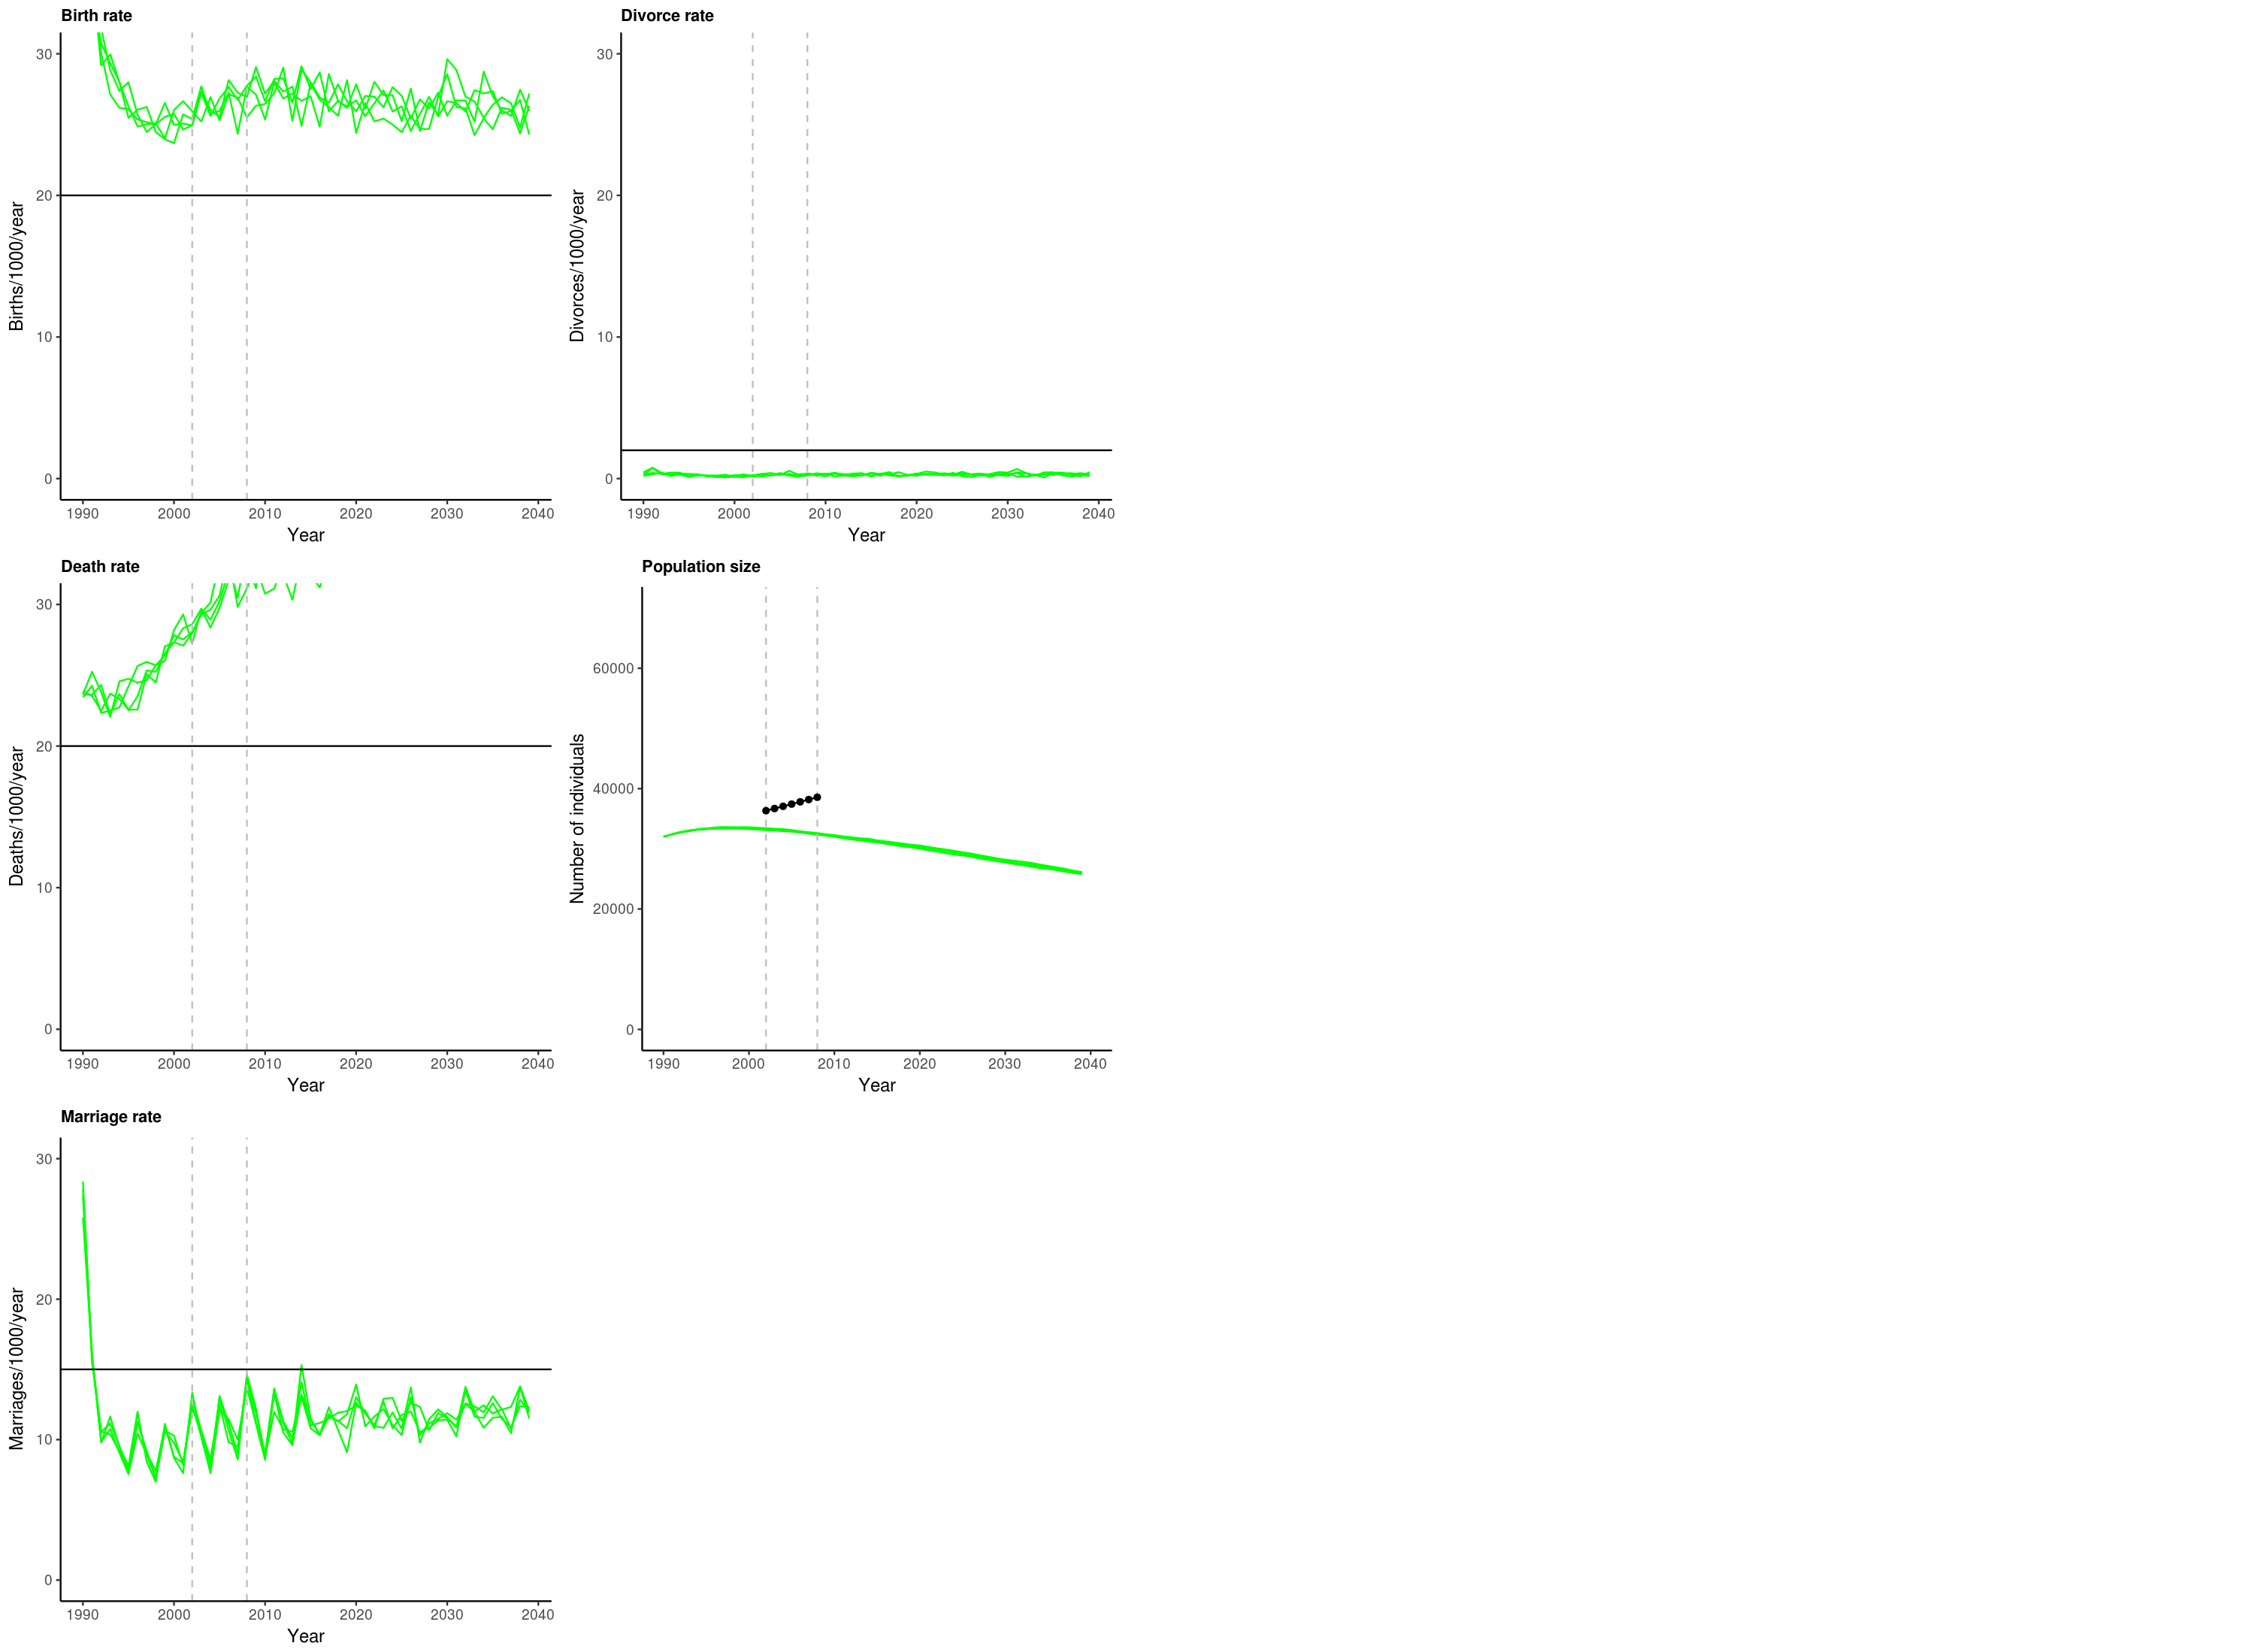 Birth rate
30
20
10
0
Births/1000/year
1990 2000 2010 2020 2030 2040
Year
Divorce rate
30
20
10
0
Divorces/1000/year
1990 2000 2010 2020 2030 2040
Year
Death rate
30
20
10
0
Deaths/1000/year
1990 2000 2010 2020 2030 2040
Year
Population size
60000
40000
20000
0
Number of individuals
1990 2000 2010 2020 2030 2040
Year
Marriage rate
30
20
10
0
Marriages/1000/year
1990 2000 2010 2020 2030 2040
Year